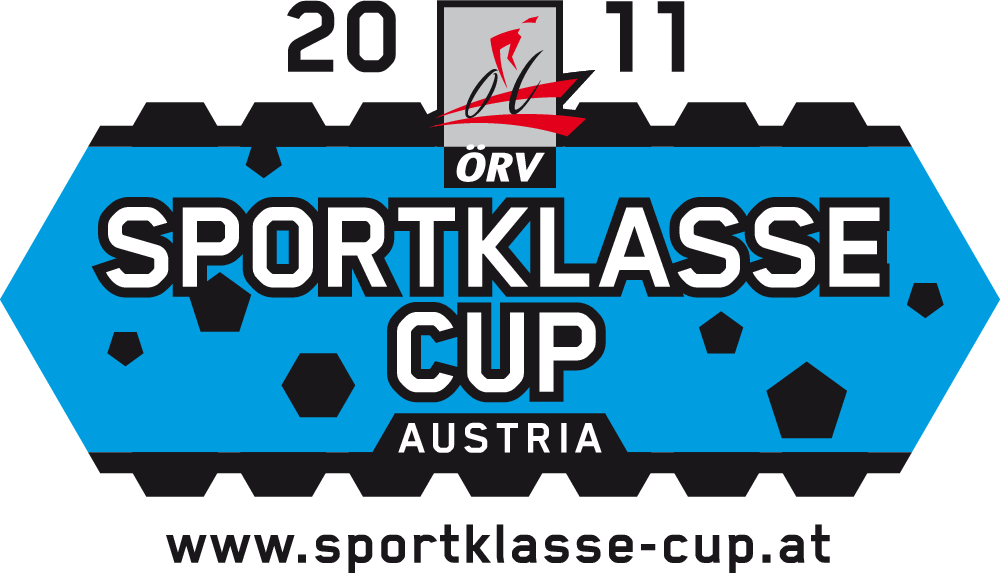 20 11
ÖRV
SPORTKLASSE
CUP
AUSTRIA
www.sportklasse-cup.at